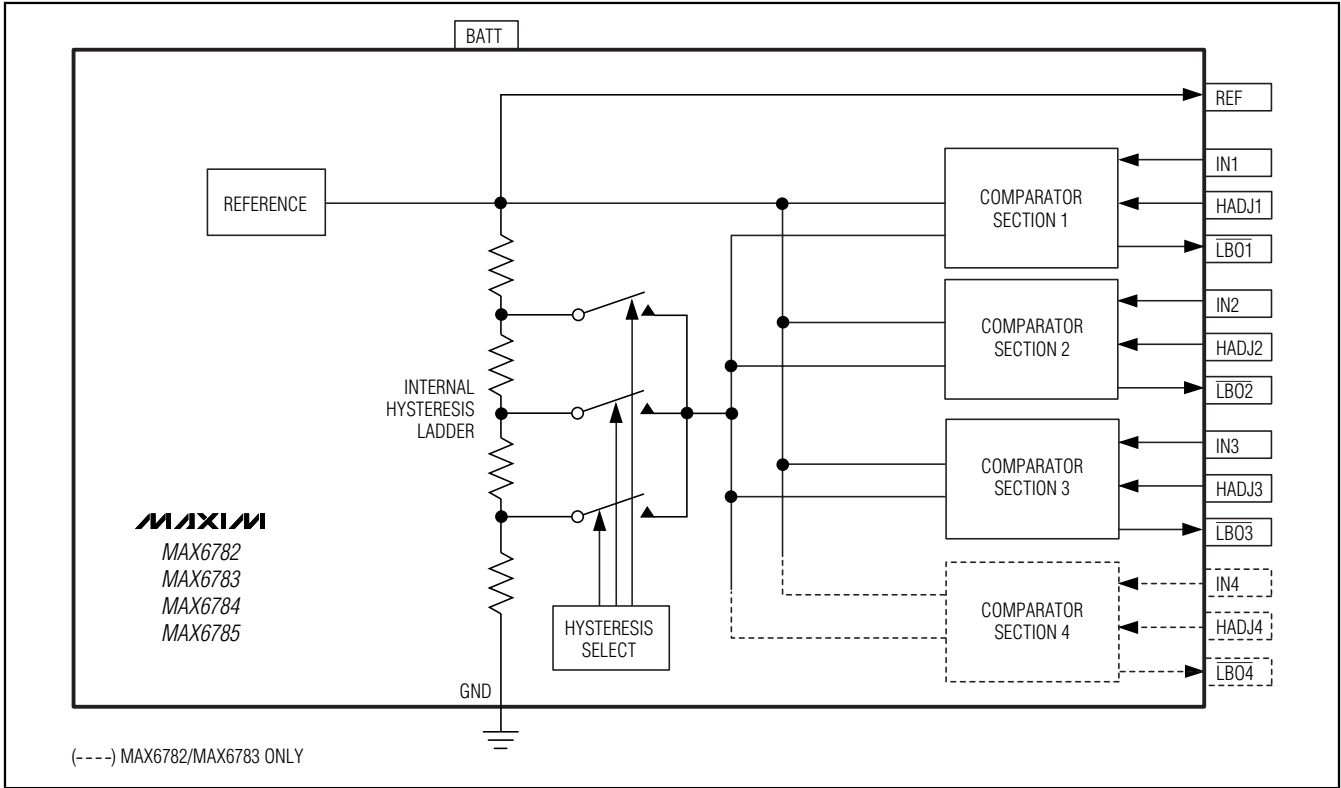 BATT
REF
IN1
REFERENCE
COMPARATOR
SECTION 1
HADJ1
LBO1
IN2
COMPARATOR
SECTION 2
HADJ2
INTERNAL
HYSTERESIS
LADDER
LBO2
IN3
COMPARATOR
SECTION 3
HADJ3
LBO3
MAXIM
MAX6782
MAX6783
MAX6784
MAX6785
IN4
COMPARATOR
SECTION 4
HADJ4
HYSTERESIS
SELECT
LBO4
GND
(----) MAX6782/MAX6783 ONLY